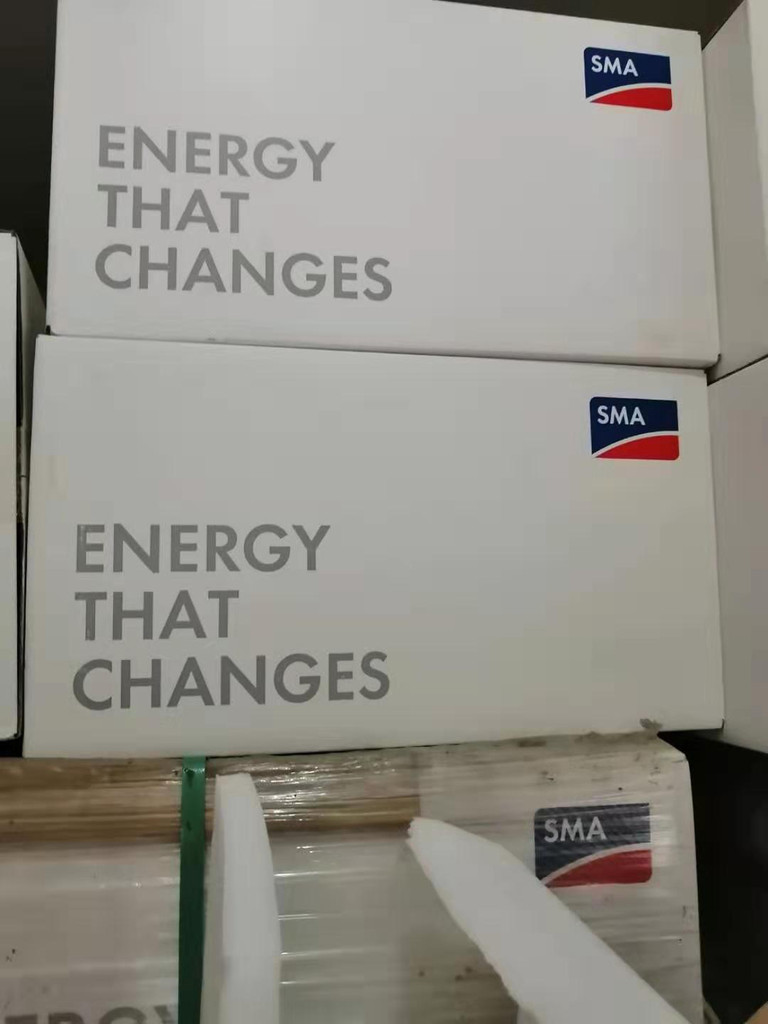 SMA
ENERGY
THAT
CHANGES
SMA
ENERGY
THAT
CHANGES
SMA